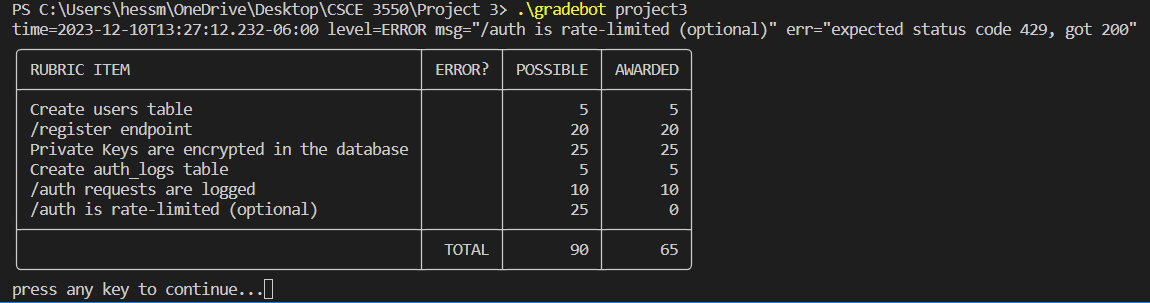 PS C:\Users\hessm\OneDrive\Desktop\CSCE 3550\Project 3> .\gradebot project3
time=2023-12-10T13:27:12.232-06:00 level=ERROR msg="/auth is rate-limited (optional)" err="expected status code 429, got 200"
RUBRIC ITEM ERROR? POSSIBLE AWARDED
Create users table 5 5
/register endpoint 20 20
Private Keys are encrypted in the database 25 25
Create auth_logs table 5 5
/auth requests are logged 10 10
/auth is rate-limited (optional) 25 0
TOTAL 90 65
press any key to continue...